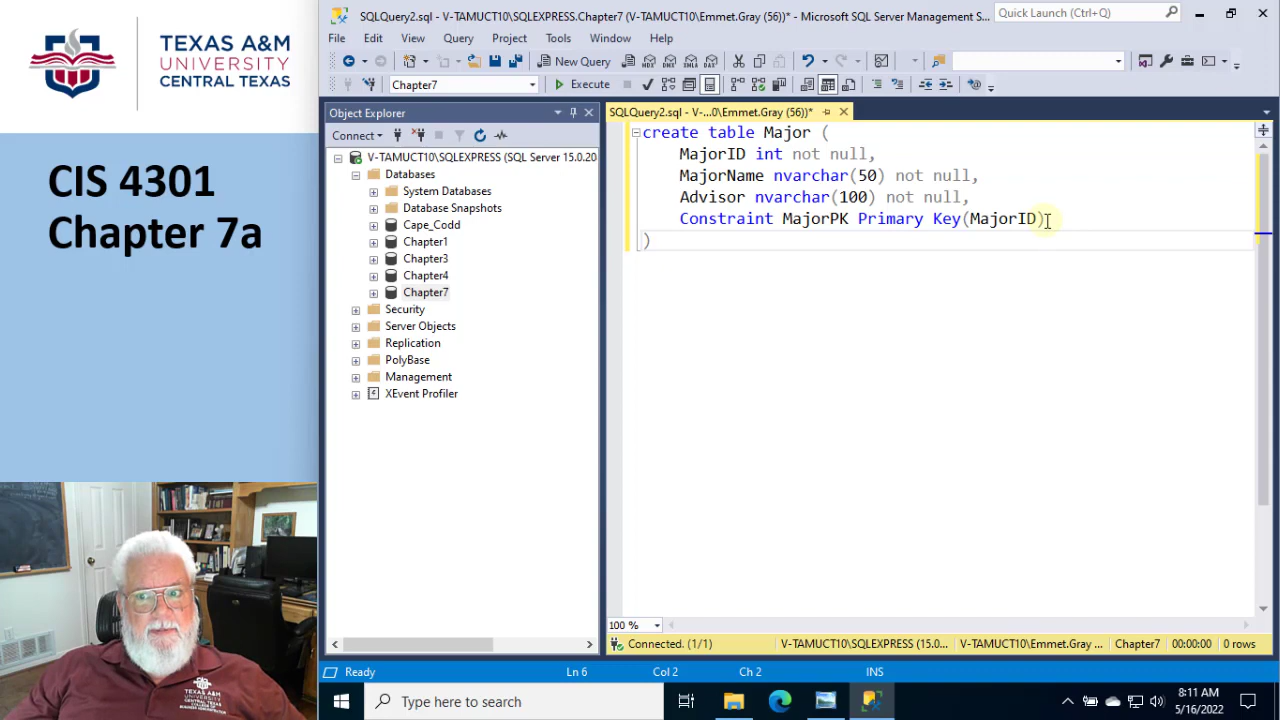 TEXAS A&M
UNIVERSITY
CENTRAL TEXAS
CIS 4301
Chapter 7a
SQLQuery2.sql - V-TAMUCT10\SQLEXPRESS.Chapter7 (V-TAMUCT10\Emmet.Gray (56))* - Microsoft SQL Server Management S...
Quick Launch (Ctrl+Q)
File Edit View Query Project Tools Window Help
New Query
Chapter7
Execute
Object Explorer
Connect
V-TAMUCT10\SQLEXPRESS (SQL Server 15.0.20
Databases
System Databases
Database Snapshots
Cape_Codd
Chapter1
Chapter3
Chapter4
Chapter7
Security
Server Objects
Replication
PolyBase
Management
XEvent Profiler
SQLQuery2.sql - V-...0\Emmet.Gray (56))*
create table Major (
MajorID int not null,
MajorName nvarchar(50) not null,
Advisor nvarchar(100) not null,
Constraint MajorPK Primary Key(MajorID)
)
100 %
Connected. (1/1)
V-TAMUCT10\SQLEXPRESS (15.0....
V-TAMUCT10\Emmet.Gray ...
Chapter7
00:00:00
0 rows
Ready
Ln 6
Col 2
Ch 2
INS
Type here to search
8:11 AM
5/16/2022
TEXAS A&M
UNIVERSITY
CENTRAL TEXAS